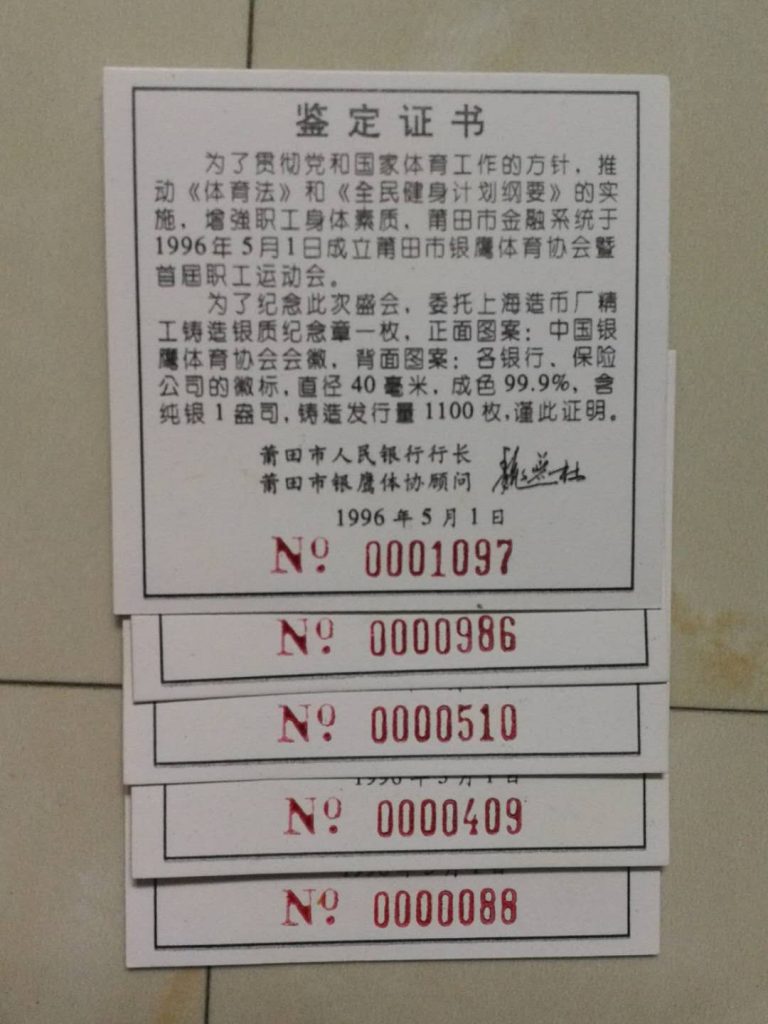 鉴定证书
为了贯彻党和国家体育工作的方针，推
动《体育法》和《全民健身计划纲要》的实
施，增强职工身体素质，莆田市金融系统于
1996年5月1日成立莆田市银鹰体育协会暨
首届职工运动会。
为了纪念此次盛会，委托上海造币厂精
工铸造银质纪念章一枚，正面图案：中国银
鹰体育协会会徽，背面图案：各银行、保险
公司的徽标，直径40毫米，成色99.9%，含
纯银1盎司，铸造发行量1100枚，谨此证明。
莆田市人民银行行长
莆田市银鹰体协顾问
1996年5月1日
Nº 0001097
Nº 0000986
Nº 0000510
1996年5月1日
Nº 0000409
Nº 0000088